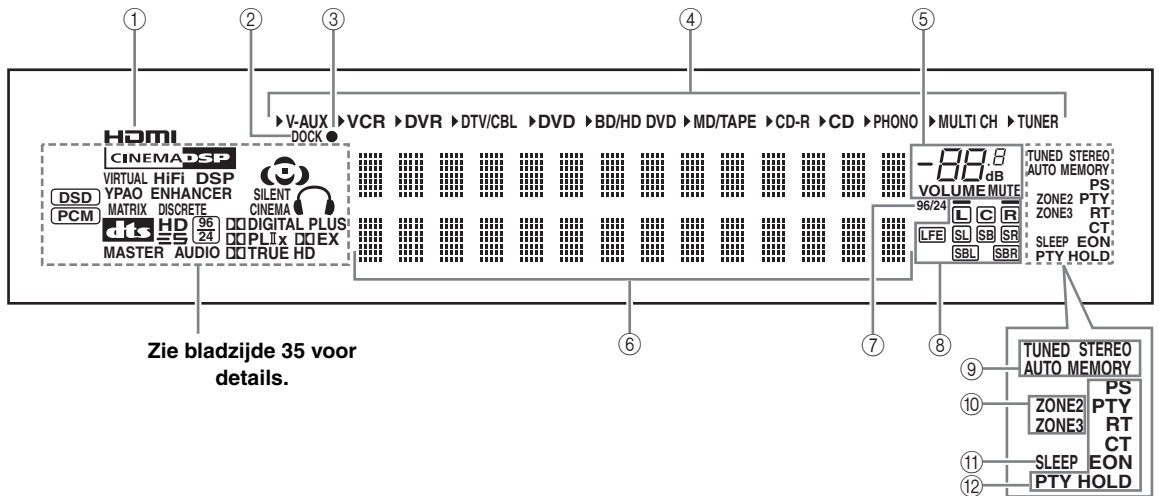 ① ② ③ ④ ⑤
V-AUX VCR DVR DTV/CBL DVD BD/HD DVD MD/TAPE CD-R CD PHONO MULTI CH TUNER
DOCK
HDMI
CINEMA DSP
VIRTUAL HiFi DSP
DSD YPAO ENHANCER SILENT
PCM MATRIX DISCRETE CINEMA
dts HD 96/24 DIGITAL PLUS
PLIIx EX
MASTER AUDIO TRUE HD
-88.8 dB
VOLUME MUTE
96/24 L C R
LFE SL SB SR
SBL SBR
TUNED STEREO
AUTO MEMORY
PS
ZONE2 PTY
ZONE3 RT
CT
SLEEP EON
PTY HOLD
Zie bladzijde 35 voor
details.
⑥ ⑦ ⑧
⑨ TUNED STEREO
AUTO MEMORY
PS
⑩ ZONE2 PTY
ZONE3 RT
CT
⑪ SLEEP EON
⑫ PTY HOLD